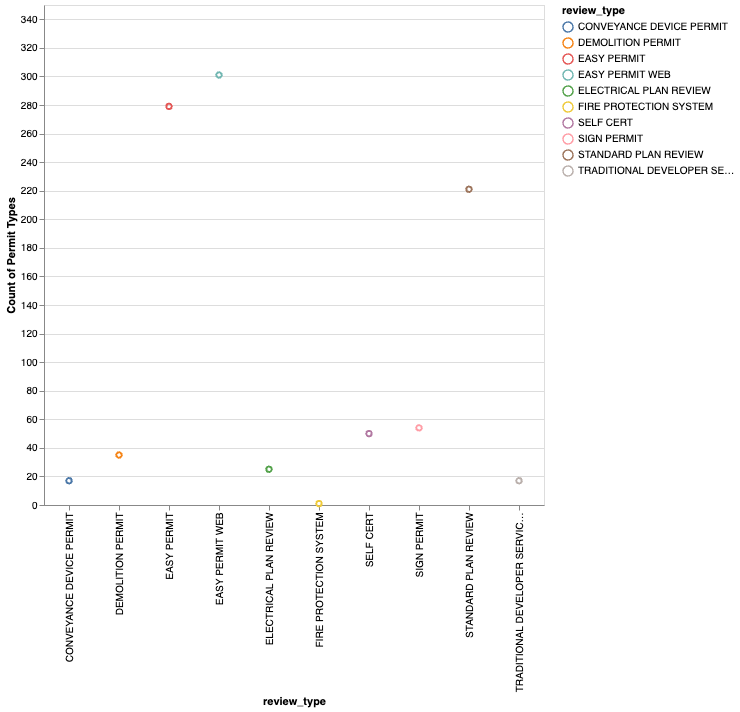 review_type
CONVEYANCE DEVICE PERMIT
DEMOLITION PERMIT
EASY PERMIT
EASY PERMIT WEB
ELECTRICAL PLAN REVIEW
FIRE PROTECTION SYSTEM
SELF CERT
SIGN PERMIT
STANDARD PLAN REVIEW
TRADITIONAL DEVELOPER SE…
Count of Permit Types
340
320
300
280
260
240
220
200
180
160
140
120
100
80
60
40
20
0
CONVEYANCE DEVICE PERMIT
DEMOLITION PERMIT
EASY PERMIT
EASY PERMIT WEB
ELECTRICAL PLAN REVIEW
FIRE PROTECTION SYSTEM
SELF CERT
SIGN PERMIT
STANDARD PLAN REVIEW
TRADITIONAL DEVELOPER SERVIC…
review_type